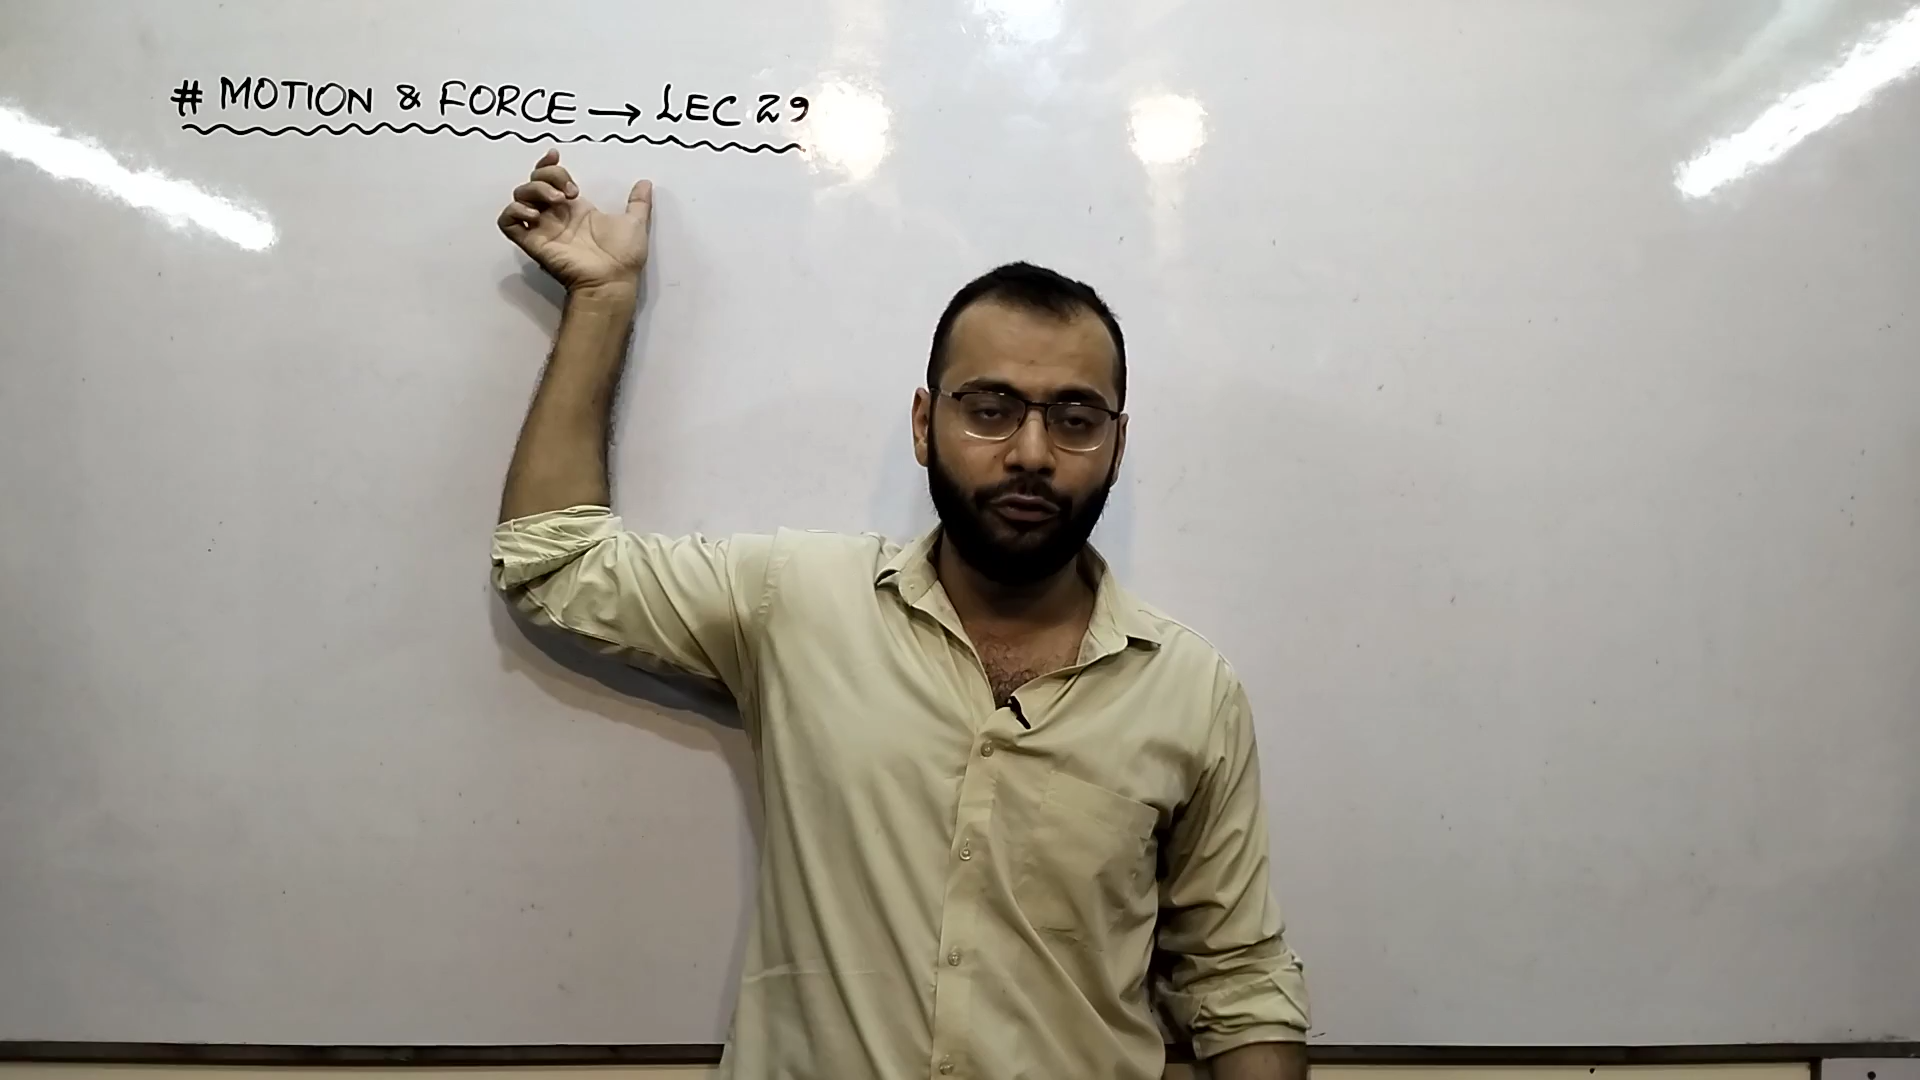 # MOTION & FORCE → LEC 29